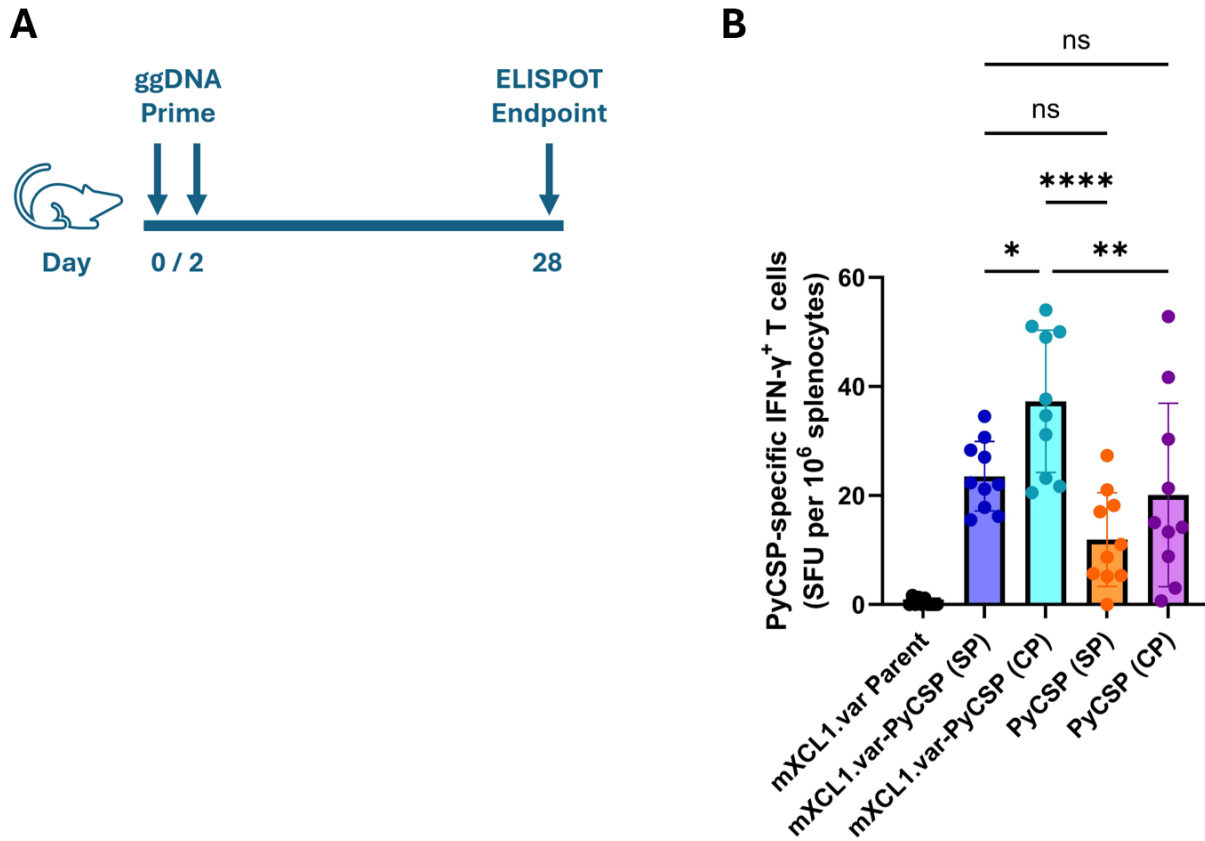 A
ggDNA
Prime
ELISPOT
Endpoint
Day
0 / 2
28
B
ns
ns
****
*
**
PyCSP-specific IFN-γ⁺ T cells
(SFU per 10⁶ splenocytes)
60
40
20
0
mXCL1.var Parent
mXCL1.var-PyCSP (SP)
mXCL1.var-PyCSP (CP)
PyCSP (SP)
PyCSP (CP)